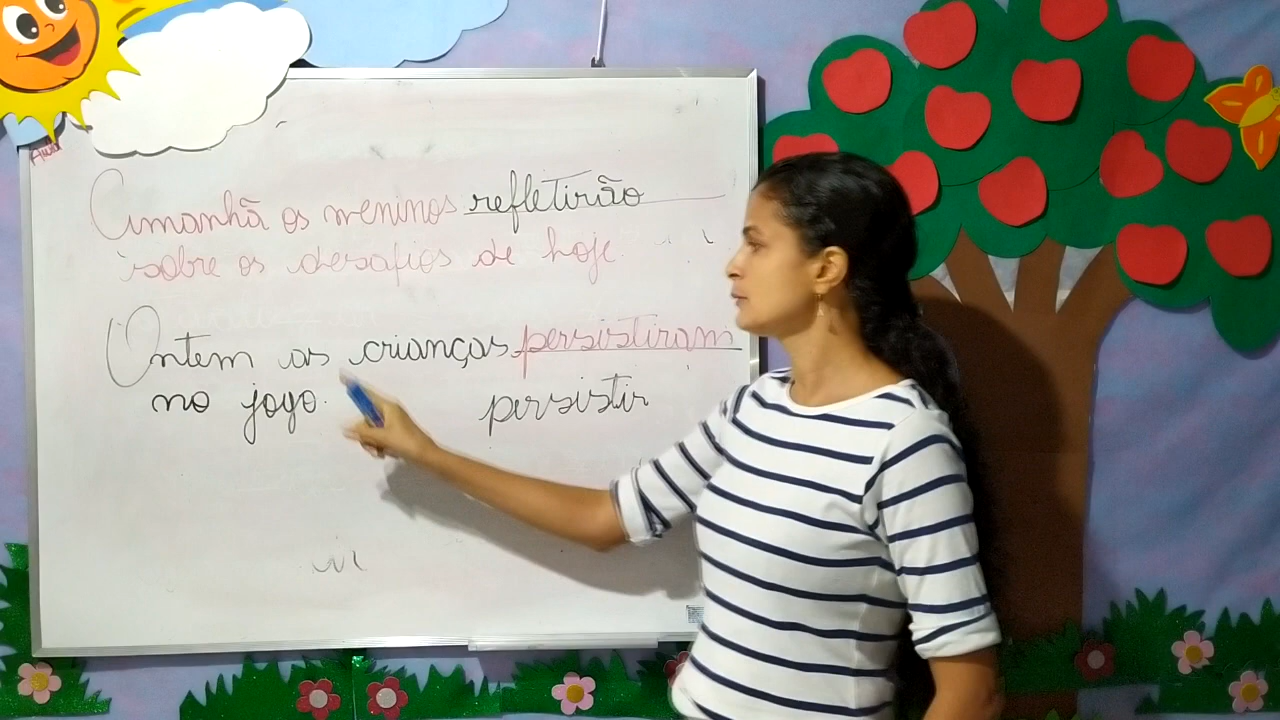 Amanhã os meninos refletirão
sobre os desafios de hoje.
Ontem as crianças persistiram
no jogo. persistir